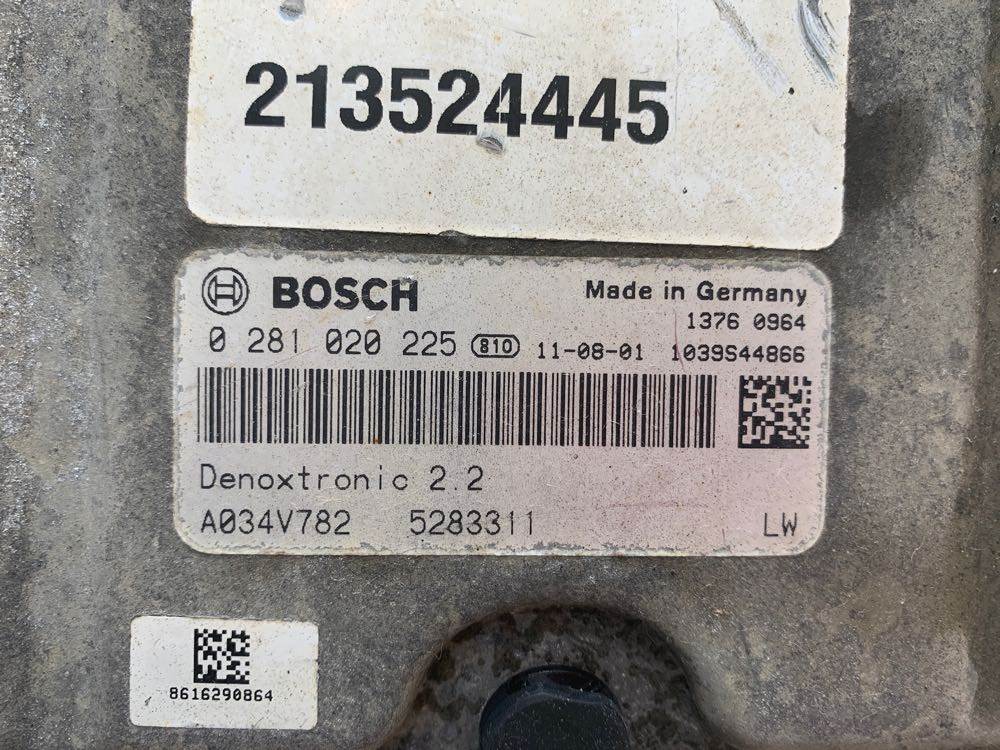 213524445
BOSCH Made in Germany
1376 0964
0 281 020 225 810 11-08-01 1039S44866
Denoxtronic 2.2
A034V782 5283311 LW
8616290864